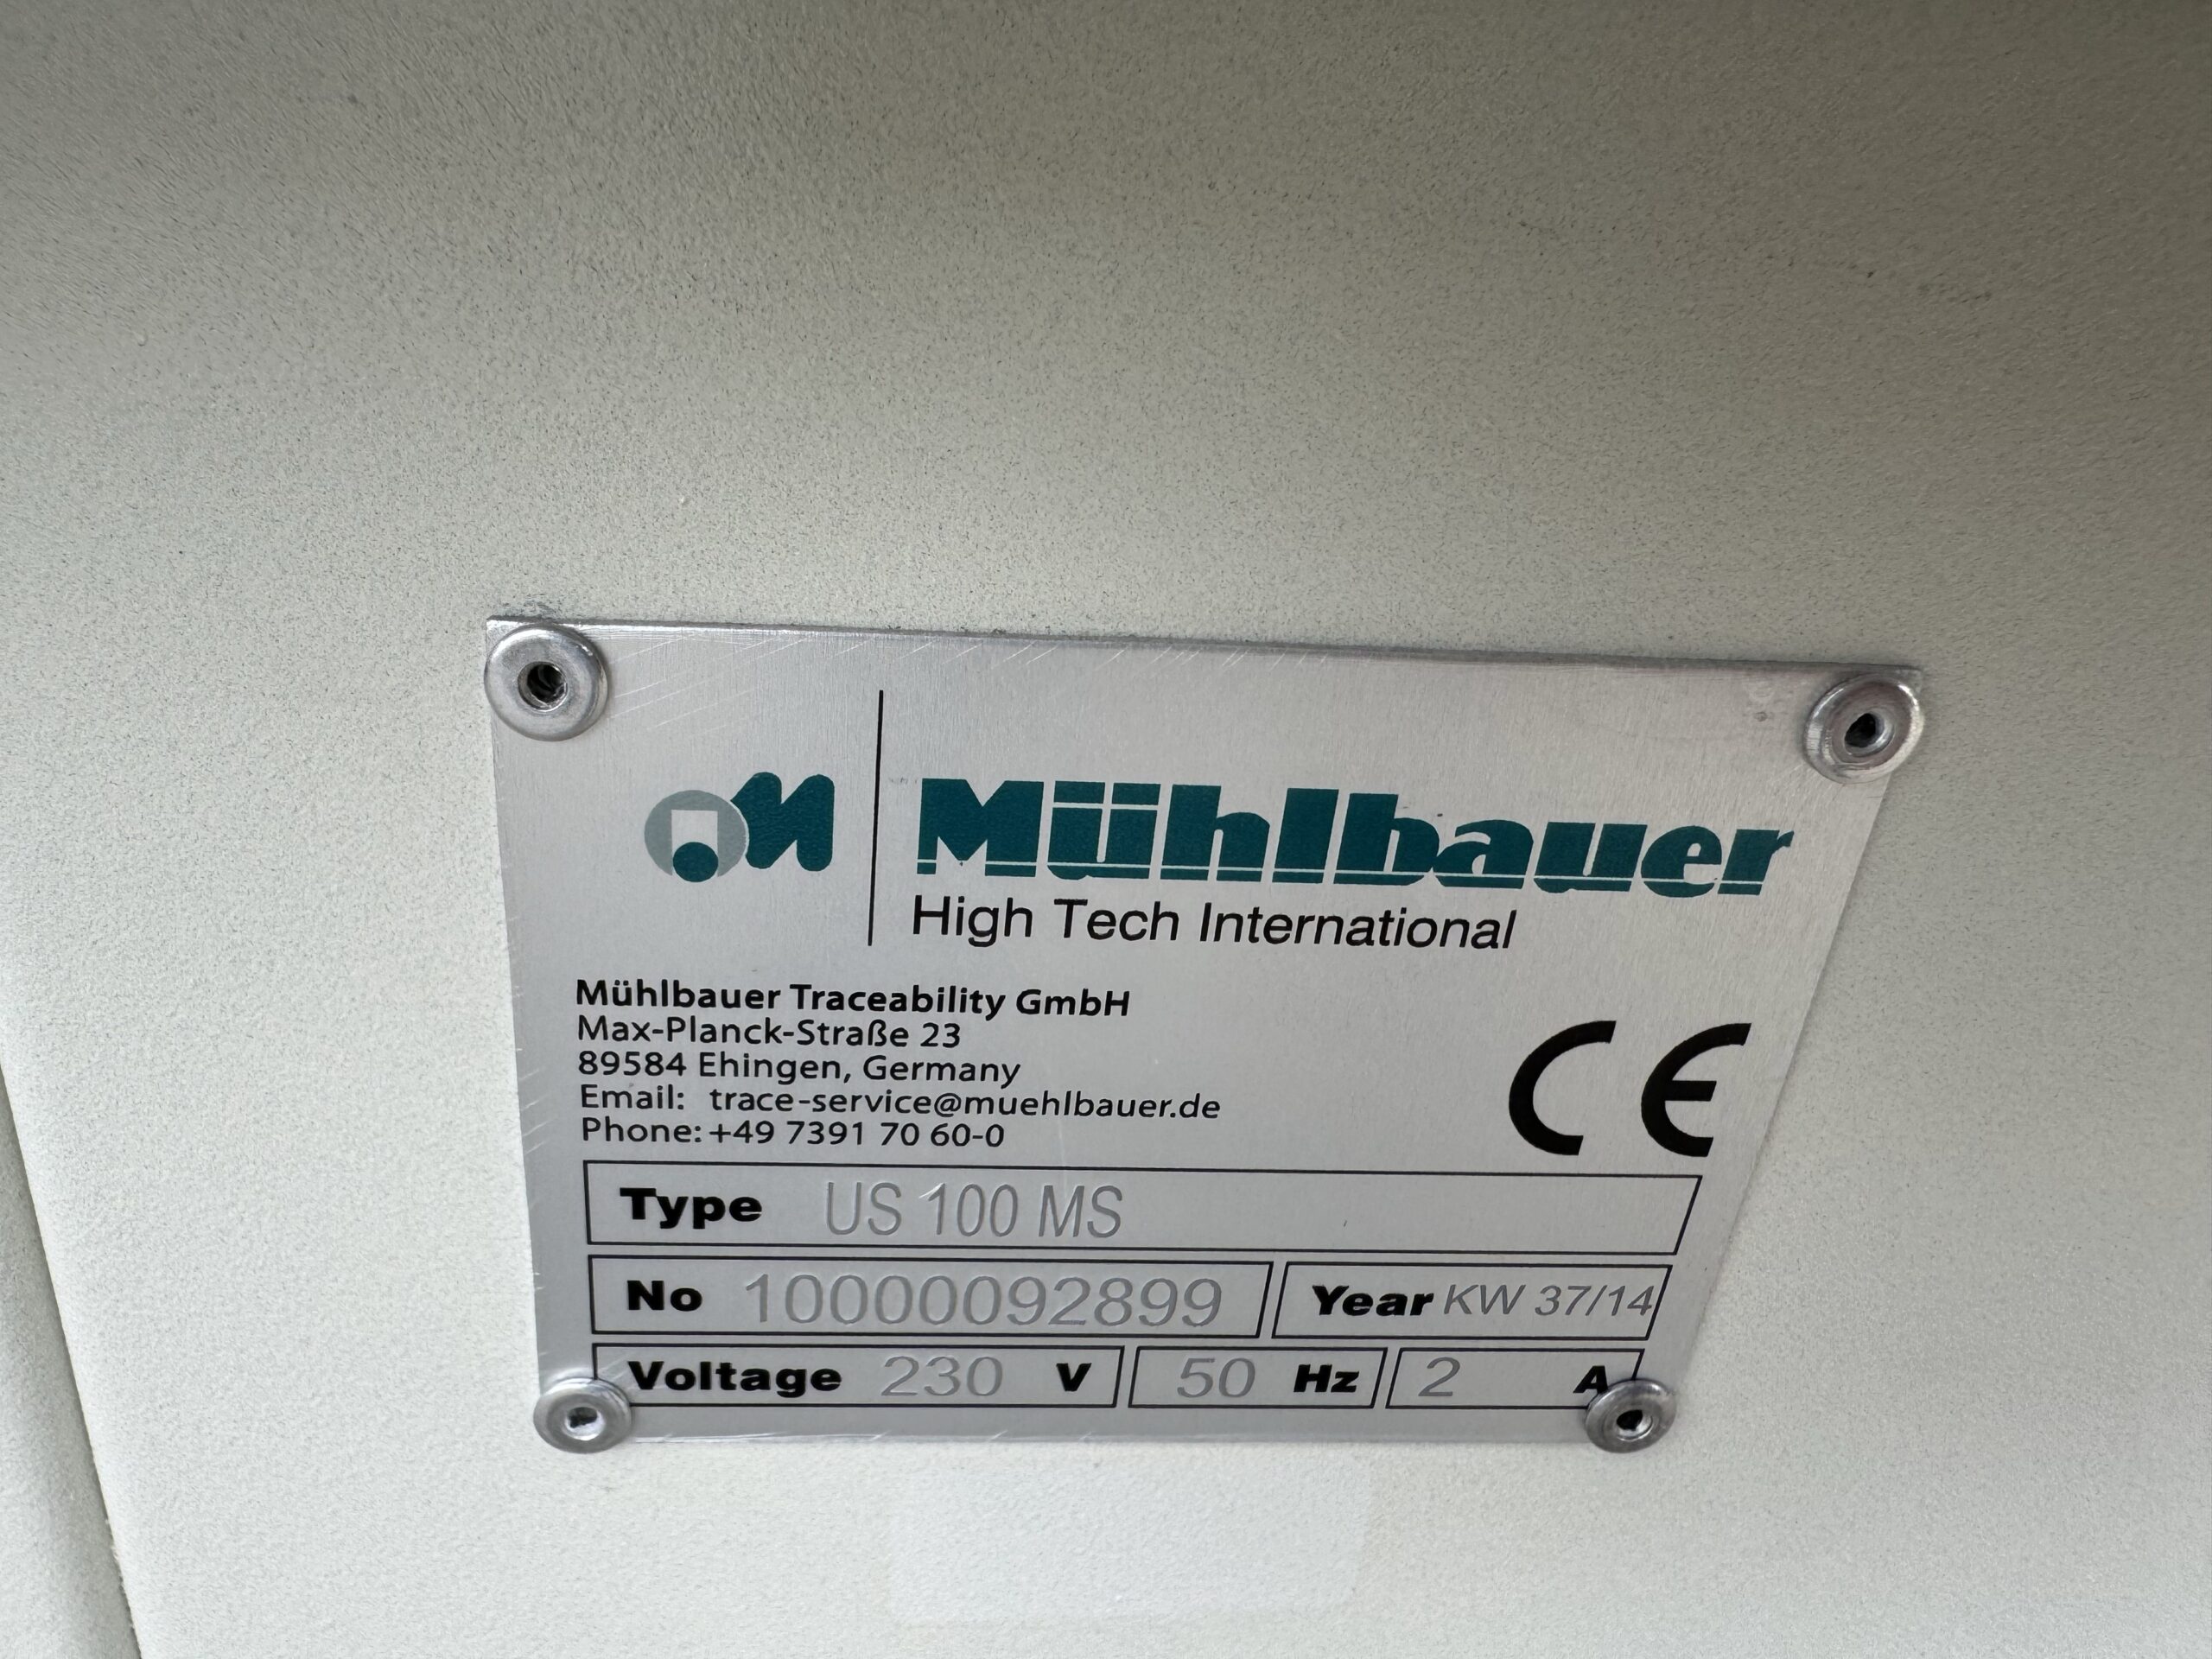 Mühlbauer
High Tech International
Mühlbauer Traceability GmbH
Max-Planck-Straße 23
89584 Ehingen, Germany
Email: trace-service@muehlbauer.de
Phone: +49 7391 70 60-0
CE
Type US 100 MS
No 10000092899 Year KW 37/14
Voltage 230 V 50 Hz 2 A